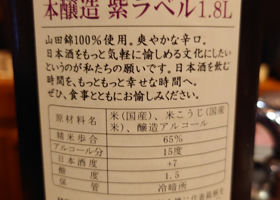 本醸造 紫ラベル1.8L
山田錦100%使用。爽やかな辛口。
日本酒をもっと気軽に愉しめる文化にしたい
というのが私たちの願いです。日本酒を飲む
時間を、もっともっと幸せな時間へ。
ぜひ、食事とともにお愉しみください。
原材料名 米(国産)、米こうじ(国産
米)、醸造アルコール
精米歩合 65%
アルコール分 15度
日本酒度 +7
酸度 1.5
保管 冷暗所